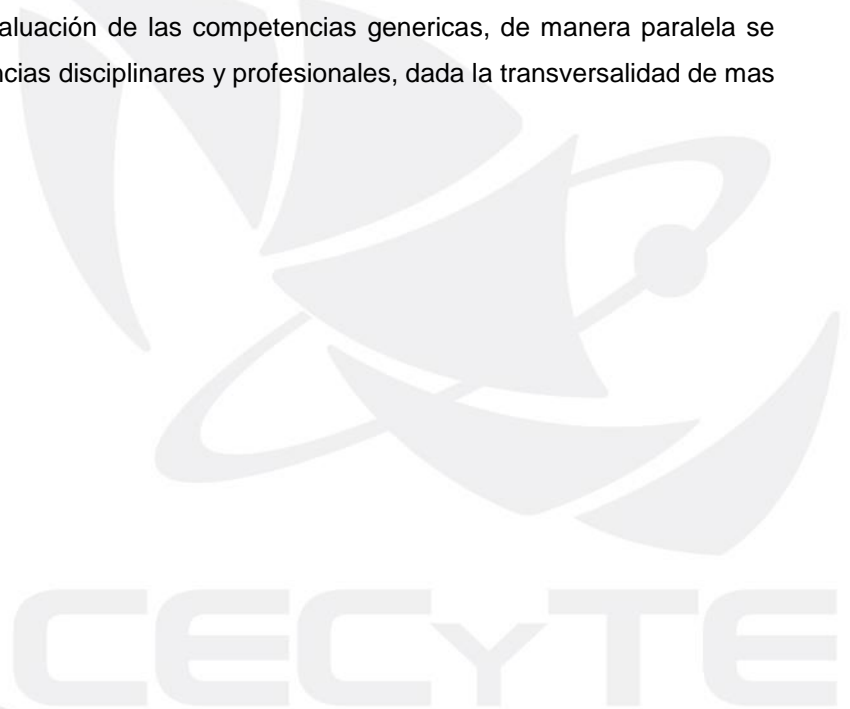 aluación de las competencias genericas, de manera paralela se
ncias disciplinares y profesionales, dada la transversalidad de mas
CECyTE